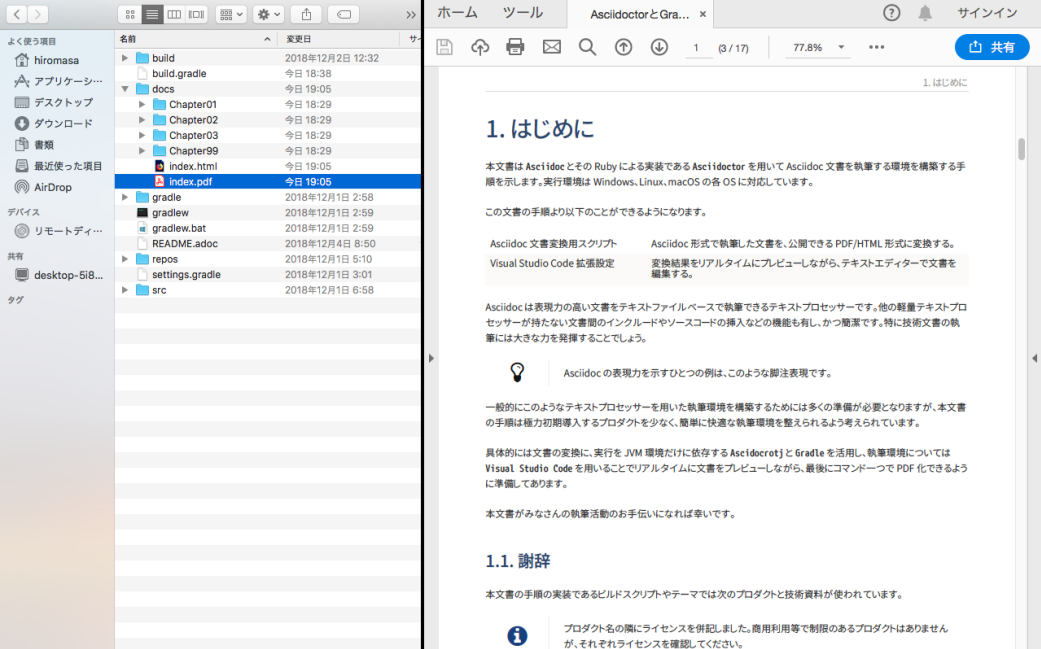 よく使う項目
hiromasa
アプリケーシ…
デスクトップ
ダウンロード
書類
最近使った項目
AirDrop
デバイス
リモートディ…
共有
desktop-5i8...
タグ
名前 変更日 サイ
build 2018年12月2日 12:32
build.gradle 今日 18:38
docs 今日 19:05
Chapter01 今日 18:29
Chapter02 今日 18:29
Chapter03 今日 18:29
Chapter99 今日 18:29
index.html 今日 19:05
index.pdf 今日 19:05
gradle 2018年12月1日 2:58
gradlew 2018年12月1日 2:59
gradlew.bat 2018年12月1日 2:59
README.adoc 2018年12月4日 8:50
repos 2018年12月1日 5:10
settings.gradle 2018年12月1日 3:01
src 2018年12月1日 6:58
ホーム ツール AsciidoctorとGra... × サインイン
1 (3 / 17) 77.8% 共有
1. はじめに
1. はじめに
本文書は Asciidoc とその Ruby による実装である Asciidoctor を用いて Asciidoc 文書を執筆する環境を構築する手
順を示します。実行環境は Windows、Linux、macOS の各 OS に対応しています。
この文書の手順より以下のことができるようになります。
Asciidoc 文書変換用スクリプト Asciidoc 形式で執筆した文書を、公開できる PDF/HTML 形式に変換する。
Visual Studio Code 拡張設定 変換結果をリアルタイムにプレビューしながら、テキストエディターで文書を
編集する。
Asciidoc は表現力の高い文書をテキストファイルベースで執筆できるテキストプロセッサーです。他の軽量テキストプロ
セッサーが持たない文書間のインクルードやソースコードの挿入などの機能も有し、かつ簡潔です。特に技術文書の執
筆には大きな力を発揮することでしょう。
Asciidoc の表現力を示すひとつの例は、このような脚注表現です。
一般的にこのようなテキストプロセッサーを用いた執筆環境を構築するためには多くの準備が必要となりますが、本文書
の手順は極力初期導入するプロダクトを少なく、簡単に快適な執筆環境を整えられるよう考えられています。
具体的には文書の変換に、実行を JVM 環境だけに依存する Asciidocrotj と Gradle を活用し、執筆環境については
Visual Studio Code を用いることでリアルタイムに文書をプレビューしながら、最後にコマンド一つで PDF 化できるよう
に準備してあります。
本文書がみなさんの執筆活動のお手伝いになれば幸いです。
1.1. 謝辞
本文書の手順の実装であるビルドスクリプトやテーマでは次のプロダクトと技術資料が使われています。
プロダクト名の隣にライセンスを併記しました。商用利用等で制限のあるプロダクトはありません
が、それぞれライセンスを確認してください。